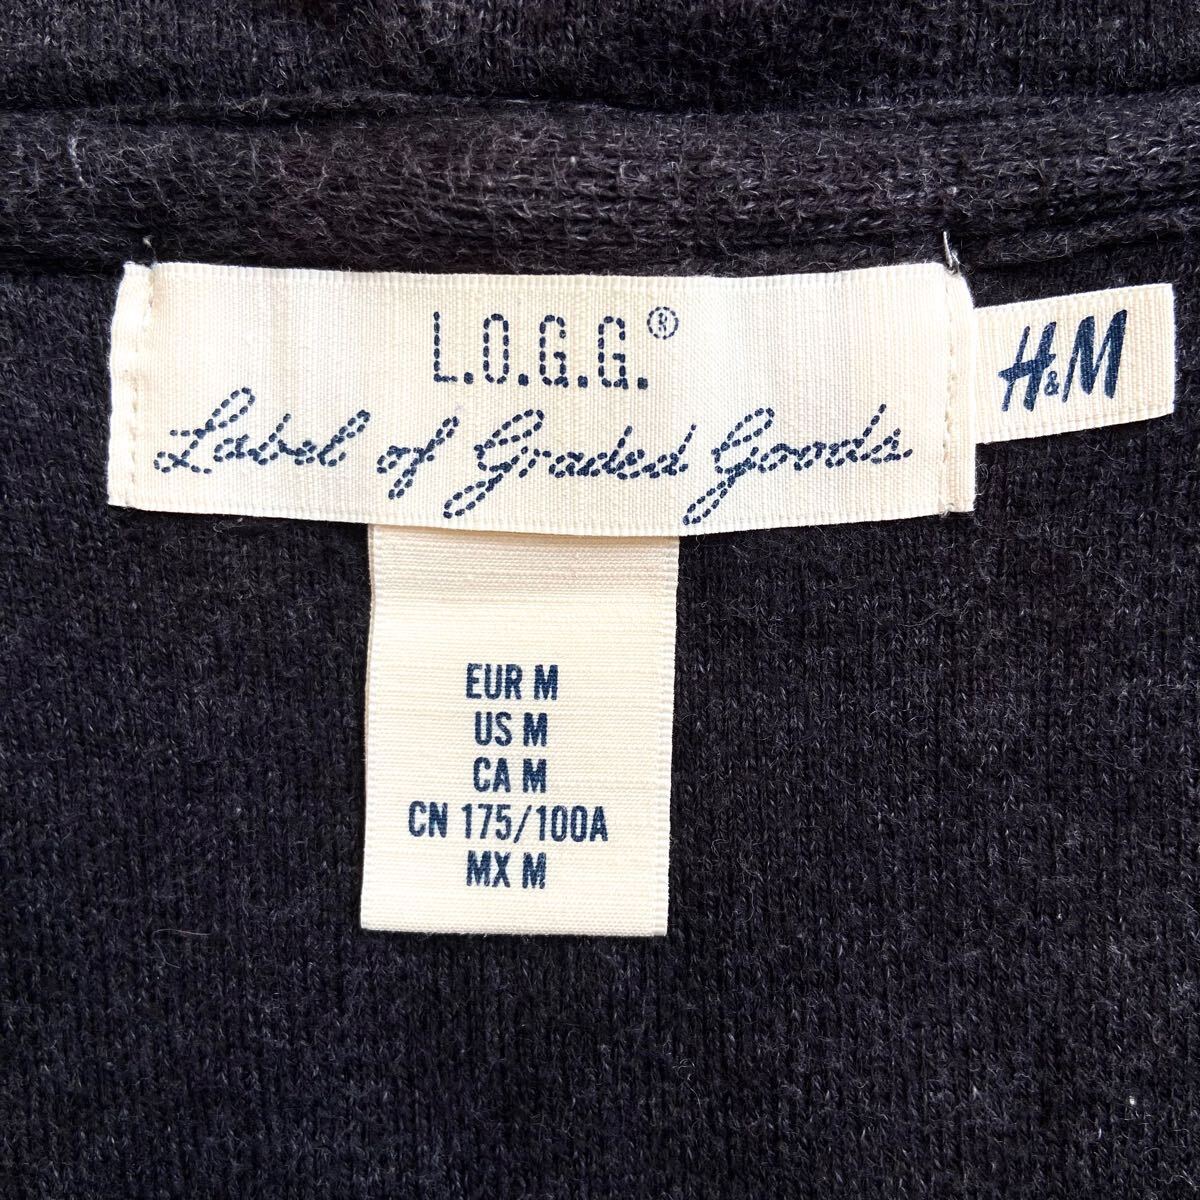 L.O.G.G.®
Label of Graded Goods
H&M
EUR M
US M
CA M
CN 175/100A
MX M